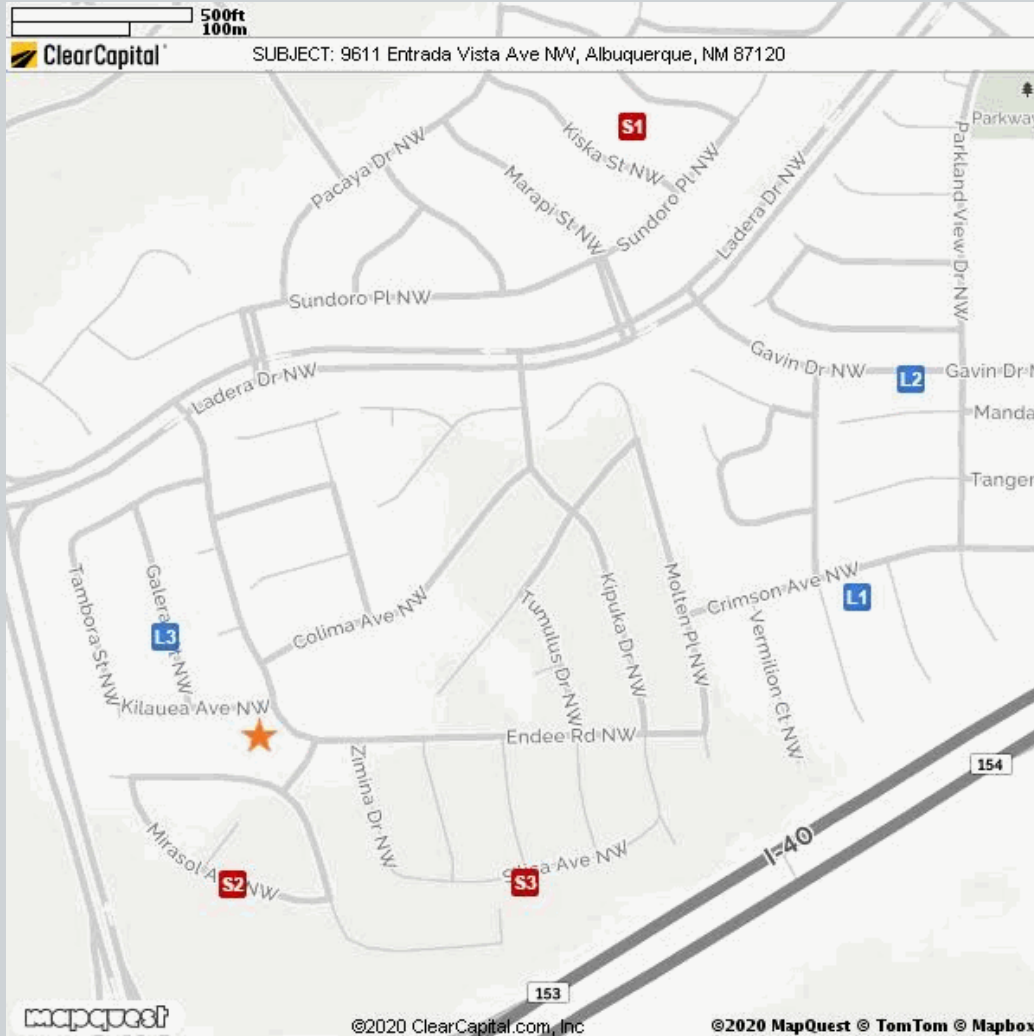 500ft
100m
ClearCapital
SUBJECT: 9611 Entrada Vista Ave NW, Albuquerque, NM 87120
Parkway
S1
Kiska St NW
Pacaya Dr NW
Marapi St NW
Sundoro Pl NW
Ladera Dr NW
Parkland View Dr NW
Sundoro Pl NW
Gavin Dr NW
L2
Gavin Dr N
Ladera Dr NW
Manda
Tanger
Tambora St NW
Galera St NW
L3
Colima Ave NW
Tumulus Dr NW
Kipuka Dr NW
Molten Pl NW
Crimson Ave NW
L1
Vermilion Ct NW
Kilauea Ave NW
Endee Rd NW
Zimina Dr NW
154
I-40
Mirasol A NW
S2
S3
Ave NW
153
mapquest
©2020 ClearCapital.com, Inc
©2020 MapQuest © TomTom © Mapbox